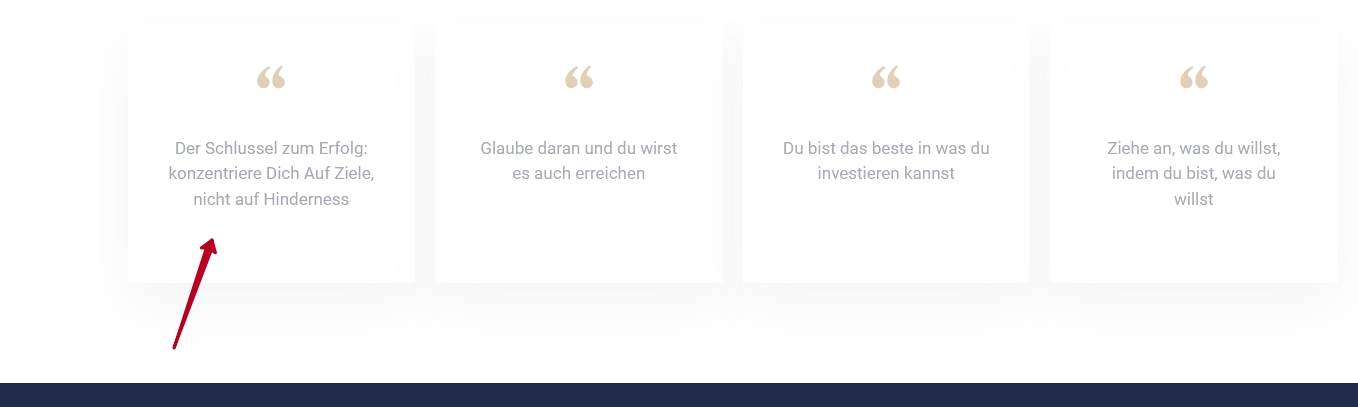 “
Der Schlussel zum Erfolg:
konzentriere Dich Auf Ziele,
nicht auf Hinderness
“
Glaube daran und du wirst
es auch erreichen
“
Du bist das beste in was du
investieren kannst
“
Ziehe an, was du willst,
indem du bist, was du
willst